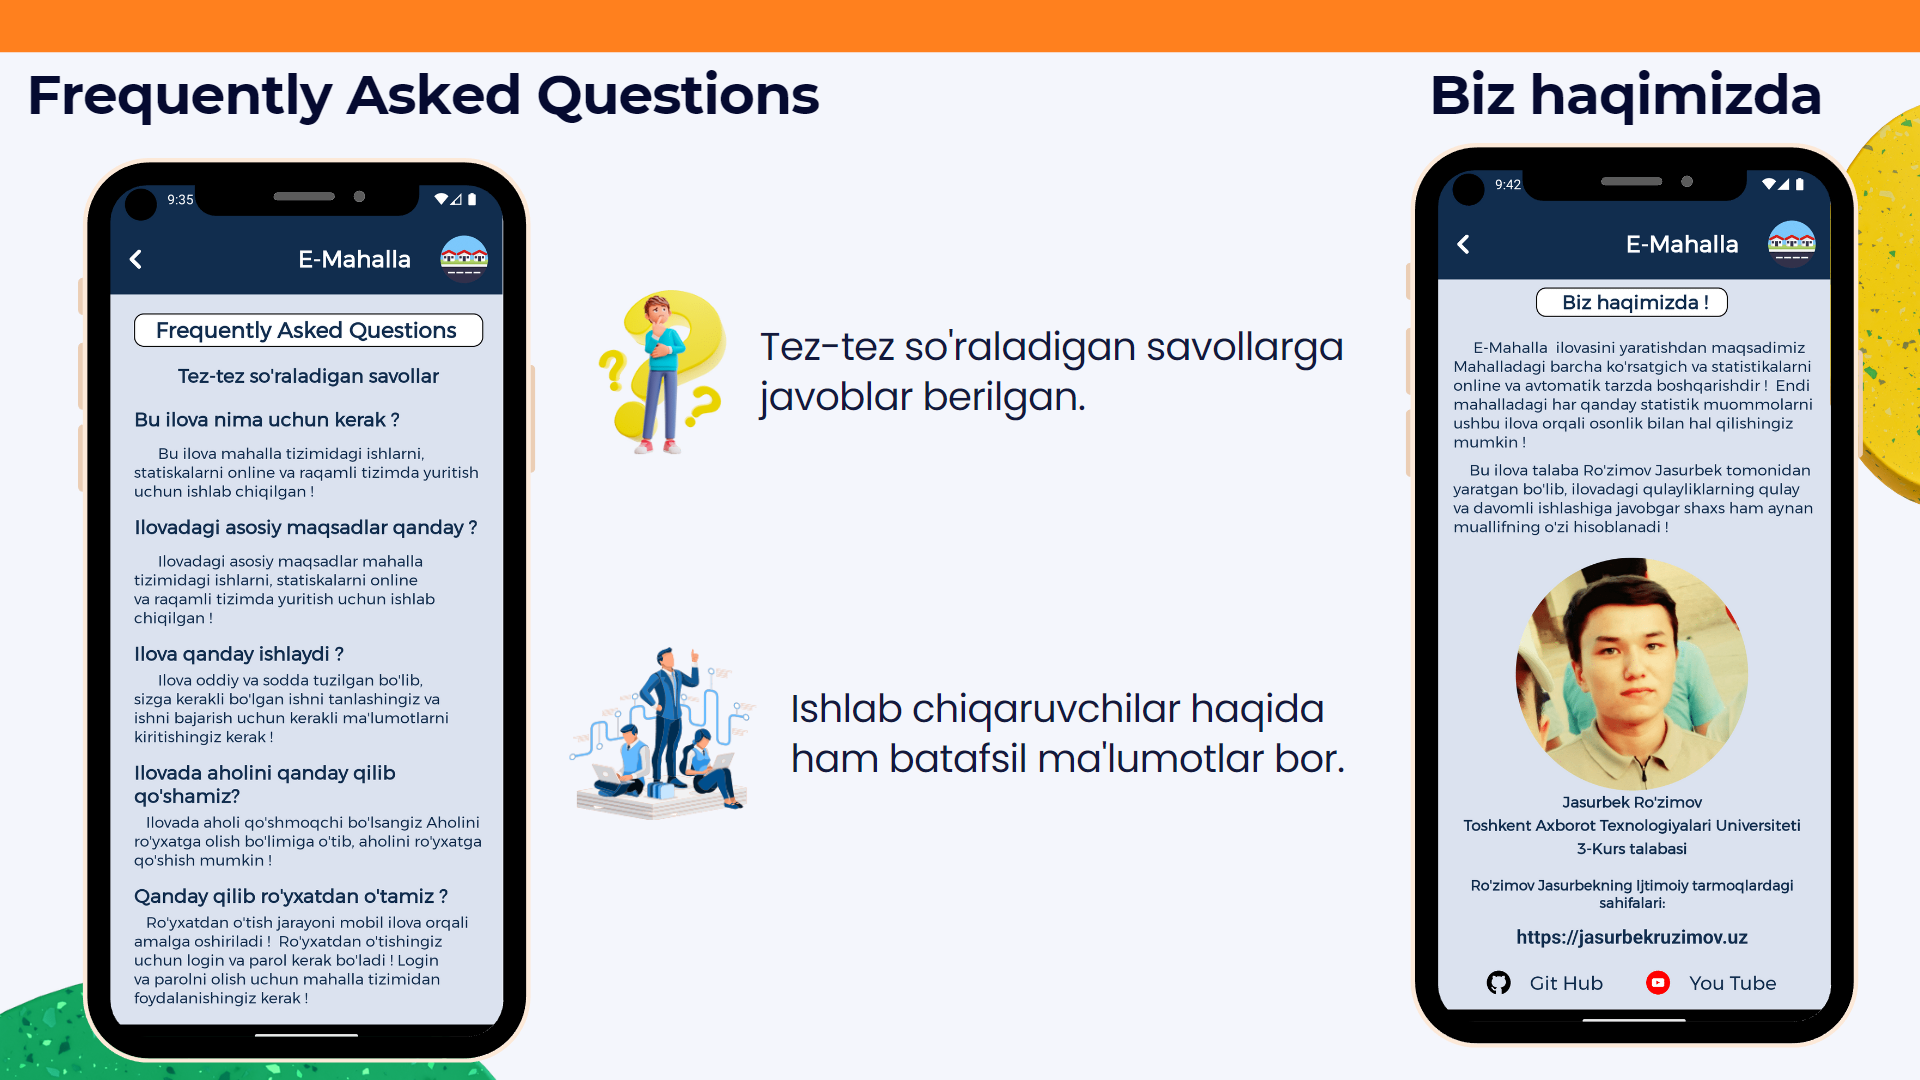 Frequently Asked Questions
9:35
E-Mahalla
Frequently Asked Questions
Tez-tez so'raladigan savollar
Bu ilova nima uchun kerak ?
Bu ilova mahalla tizimidagi ishlarni,
statiskalarni online va raqamli tizimda yuritish
uchun ishlab chiqilgan !
Ilovadagi asosiy maqsadlar qanday ?
Ilovadagi asosiy maqsadlar mahalla
tizimidagi ishlarni, statiskalarni online
va raqamli tizimda yuritish uchun ishlab
chiqilgan !
Ilova qanday ishlaydi ?
Ilova oddiy va sodda tuzilgan bo'lib,
sizga kerakli bo'lgan ishni tanlashingiz va
ishni bajarish uchun kerakli ma'lumotlarni
kiritishingiz kerak !
Ilovada aholini qanday qilib
qo'shamiz?
Ilovada aholi qo'shmoqchi bo'lsangiz Aholini
ro'yxatga olish bo'limiga o'tib, aholini ro'yxatga
qo'shish mumkin !
Qanday qilib ro'yxatdan o'tamiz ?
Ro'yxatdan o'tish jarayoni mobil ilova orqali
amalga oshiriladi ! Ro'yxatdan o'tishingiz
uchun login va parol kerak bo'ladi ! Login
va parolni olish uchun mahalla tizimidan
foydalanishingiz kerak !
Tez-tez so'raladigan savollarga
javoblar berilgan.
Ishlab chiqaruvchilar haqida
ham batafsil ma'lumotlar bor.
Biz haqimizda
9:42
E-Mahalla
Biz haqimizda !
E-Mahalla ilovasini yaratishdan maqsadimiz
Mahalladagi barcha ko'rsatgich va statistikalarni
online va avtomatik tarzda boshqarishdir ! Endi
mahalladagi har qanday statistik muommolarni
ushbu ilova orqali osonlik bilan hal qilishingiz
mumkin !
Bu ilova talaba Ro'zimov Jasurbek tomonidan
yaratgan bo'lib, ilovadagi qulayliklarning qulay
va davomli ishlashiga javobgar shaxs ham aynan
muallifning o'zi hisoblanadi !
Jasurbek Ro'zimov
Toshkent Axborot Texnologiyalari Universiteti
3-Kurs talabasi
Ro'zimov Jasurbekning Ijtimoiy tarmoqlardagi
sahifalari:
https://jasurbekruzimov.uz
Git Hub You Tube